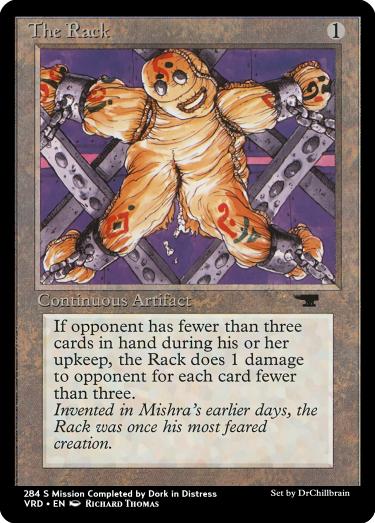 The Rack 1
Continuous Artifact
If opponent has fewer than three
cards in hand during his or her
upkeep, the Rack does 1 damage
to opponent for each card fewer
than three.
Invented in Mishra's earlier days, the
Rack was once his most feared
creation.
284 S Mission Completed by Dork in Distress
VRD • EN Richard Thomas Set by DrChillbrain